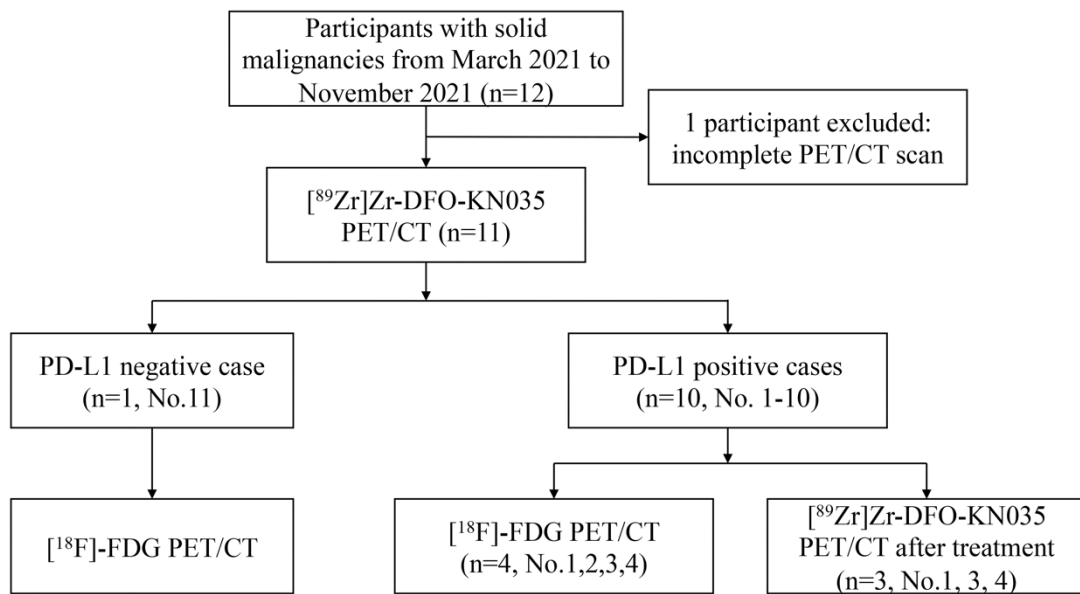 Participants with solid
malignancies from March 2021 to
November 2021 (n=12)
1 participant excluded:
incomplete PET/CT scan
[⁸⁹Zr]Zr-DFO-KN035
PET/CT (n=11)
PD-L1 negative case
(n=1, No.11)
PD-L1 positive cases
(n=10, No. 1-10)
[¹⁸F]-FDG PET/CT
[¹⁸F]-FDG PET/CT
(n=4, No.1,2,3,4)
[⁸⁹Zr]Zr-DFO-KN035
PET/CT after treatment
(n=3, No.1, 3, 4)